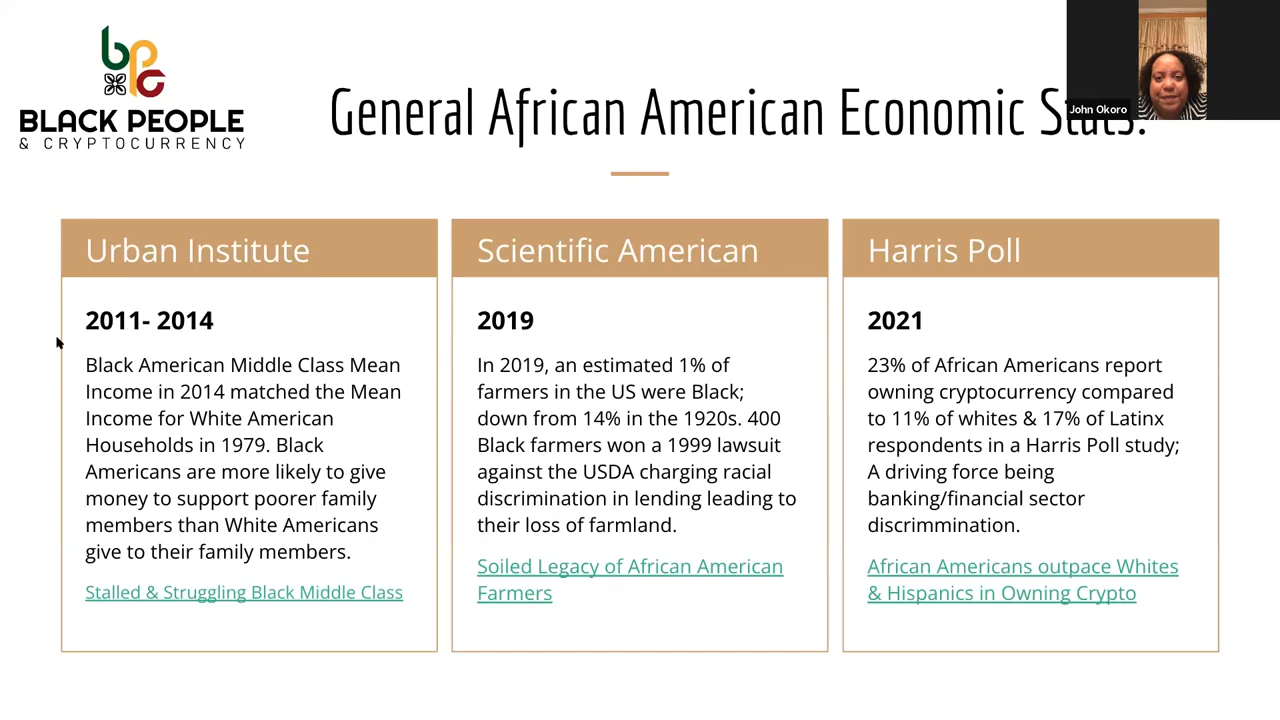 bpc
BLACK PEOPLE
& CRYPTOCURRENCY
General African American Economic Stats:
John Okoro
Urban Institute
2011- 2014
Black American Middle Class Mean
Income in 2014 matched the Mean
Income for White American
Households in 1979. Black
Americans are more likely to give
money to support poorer family
members than White Americans
give to their family members.
Stalled & Struggling Black Middle Class
Scientific American
2019
In 2019, an estimated 1% of
farmers in the US were Black;
down from 14% in the 1920s. 400
Black farmers won a 1999 lawsuit
against the USDA charging racial
discrimination in lending leading to
their loss of farmland.
Soiled Legacy of African American
Farmers
Harris Poll
2021
23% of African Americans report
owning cryptocurrency compared
to 11% of whites & 17% of Latinx
respondents in a Harris Poll study;
A driving force being
banking/financial sector
discrimmination.
African Americans outpace Whites
& Hispanics in Owning Crypto